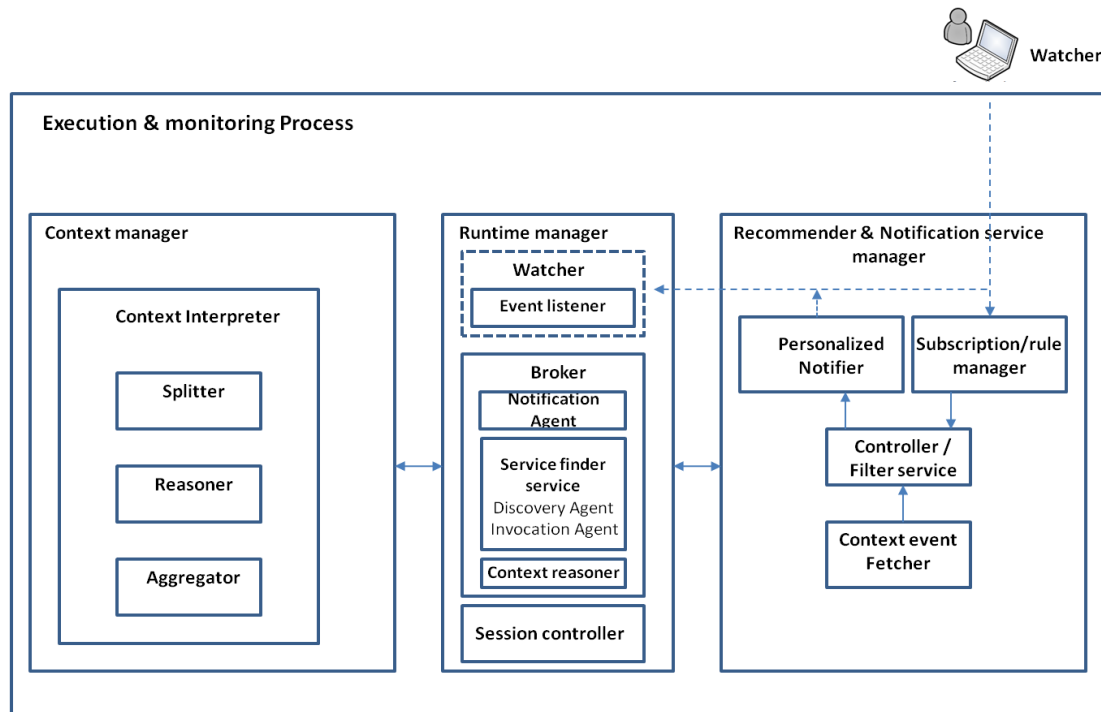 Watcher
Execution & monitoring Process
Context manager
Context Interpreter
Splitter
Reasoner
Aggregator
Runtime manager
Watcher
Event listener
Broker
Notification
Agent
Service finder
service
Discovery Agent
Invocation Agent
Context reasoner
Session controller
Recommender & Notification service
manager
Personalized
Notifier
Subscription/rule
manager
Controller /
Filter service
Context event
Fetcher